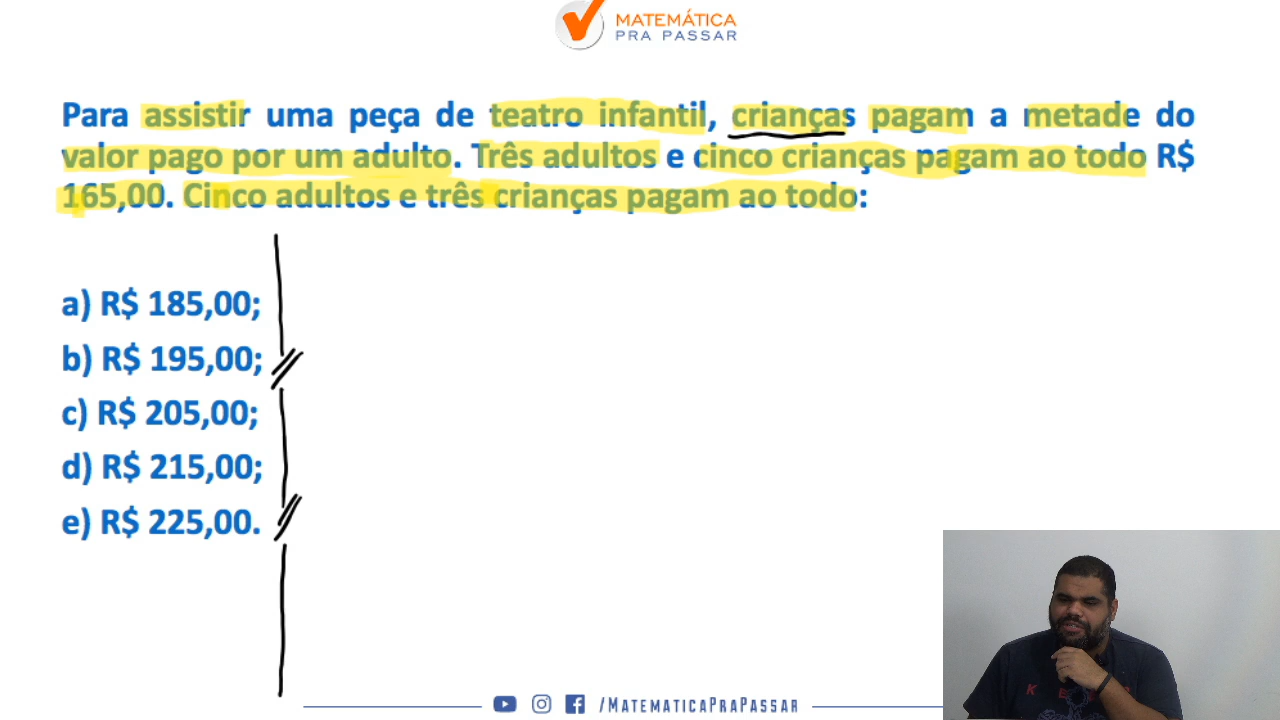 MATEMÁTICA
PRA PASSAR
Para assistir uma peça de teatro infantil, crianças pagam a metade do
valor pago por um adulto. Três adultos e cinco crianças pagam ao todo R$
165,00. Cinco adultos e três crianças pagam ao todo:
a) R$ 185,00;
b) R$ 195,00;
c) R$ 205,00;
d) R$ 215,00;
e) R$ 225,00.
/MATEMATICAPRAPASSAR